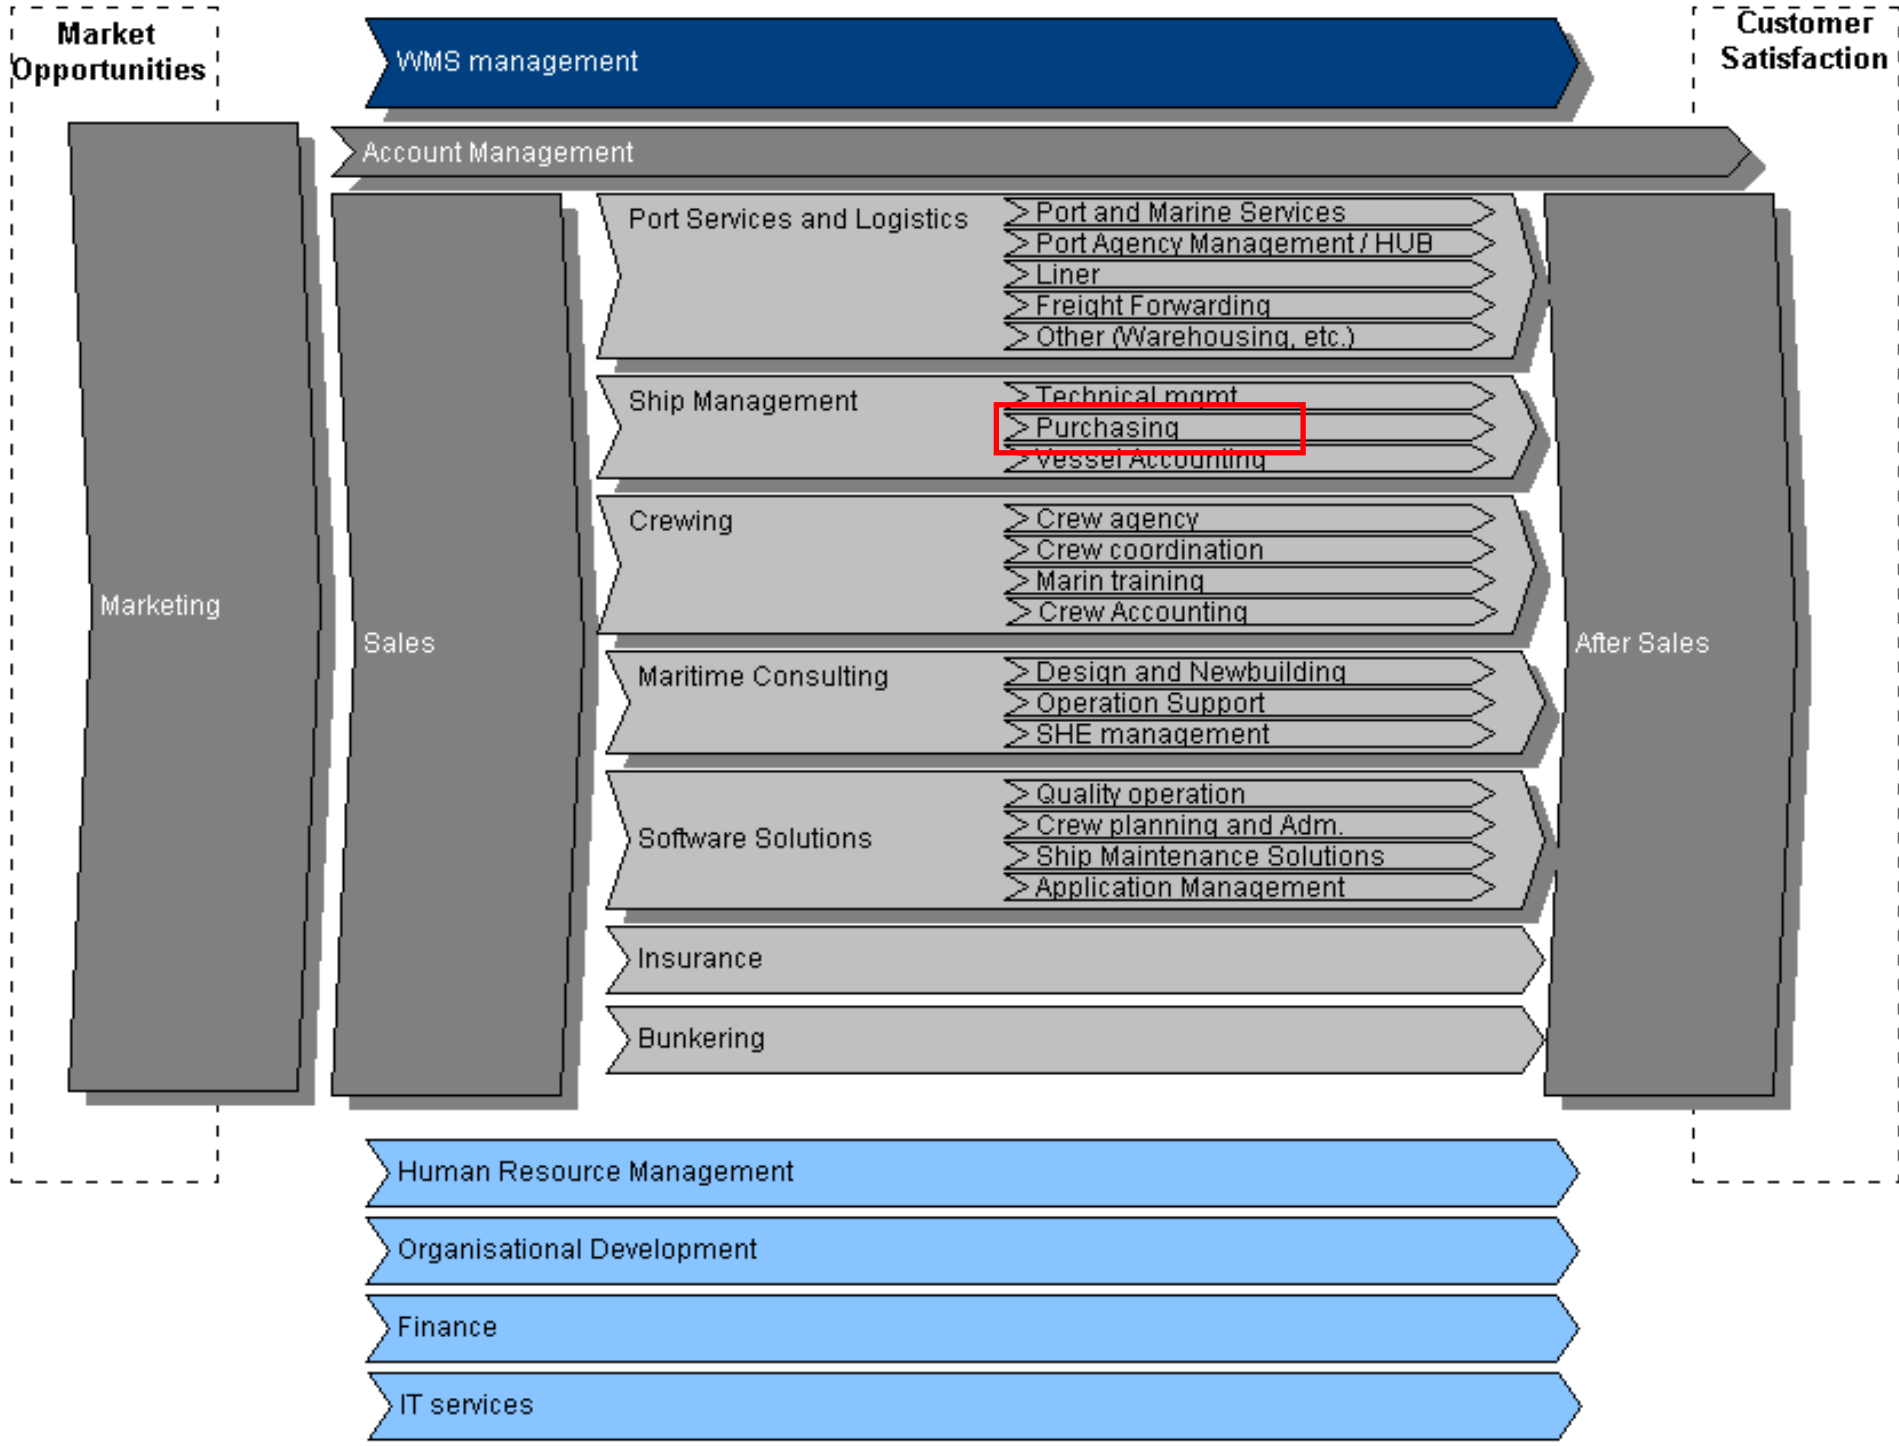 Market
Opportunities
WMS management
Customer
Satisfaction
Account Management
Port Services and Logistics
Port and Marine Services
Port Agency Management / HUB
Liner
Freight Forwarding
Other (Warehousing, etc.)
Ship Management
Technical mgmt
Purchasing
Vessel Accounting
Crewing
Crew agency
Crew coordination
Marin training
Crew Accounting
Marketing
Sales
After Sales
Maritime Consulting
Design and Newbuilding
Operation Support
SHE management
Software Solutions
Quality operation
Crew planning and Adm.
Ship Maintenance Solutions
Application Management
Insurance
Bunkering
Human Resource Management
Organisational Development
Finance
IT services